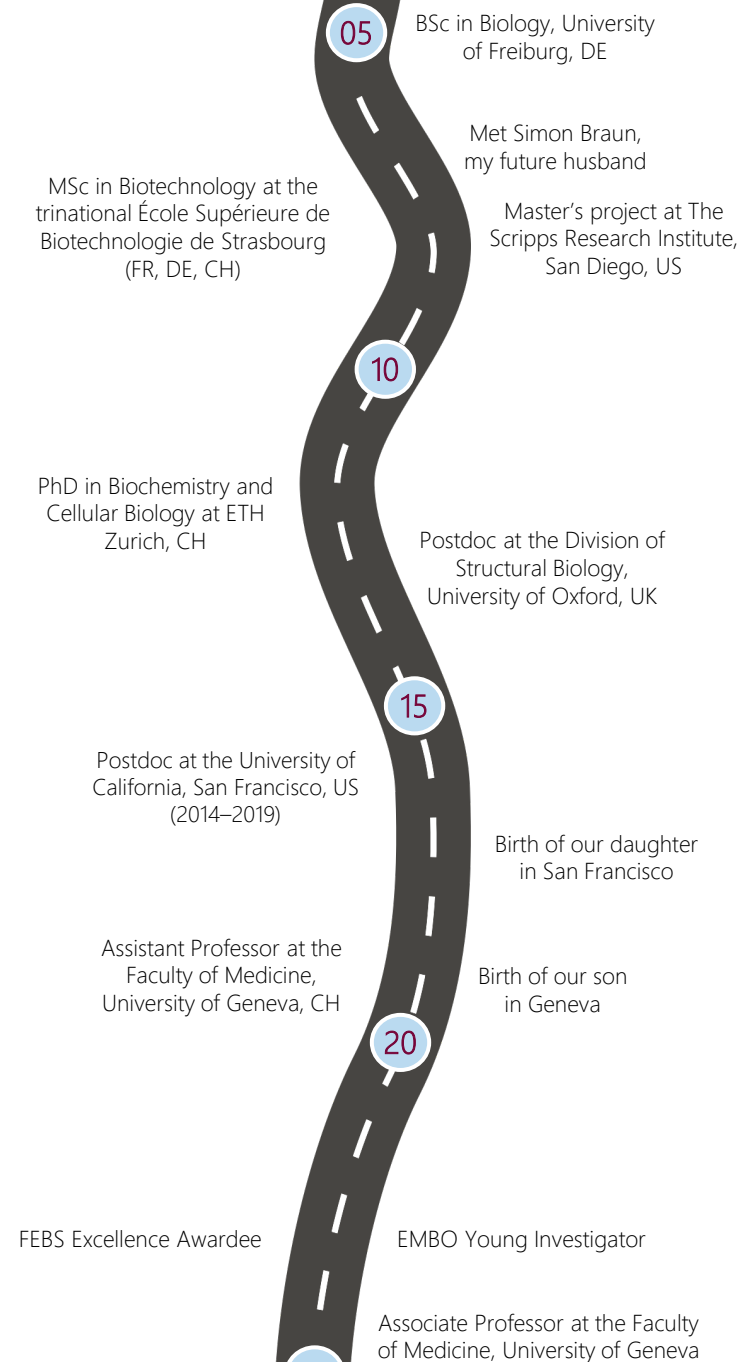 05
BSc in Biology, University
of Freiburg, DE
Met Simon Braun,
my future husband
MSc in Biotechnology at the
trinational École Supérieure de
Biotechnologie de Strasbourg
(FR, DE, CH)
Master’s project at The
Scripps Research Institute,
San Diego, US
10
PhD in Biochemistry and
Cellular Biology at ETH
Zurich, CH
Postdoc at the Division of
Structural Biology,
University of Oxford, UK
15
Postdoc at the University of
California, San Francisco, US
(2014–2019)
Birth of our daughter
in San Francisco
Assistant Professor at the
Faculty of Medicine,
University of Geneva, CH
Birth of our son
in Geneva
20
FEBS Excellence Awardee
EMBO Young Investigator
Associate Professor at the Faculty
of Medicine, University of Geneva